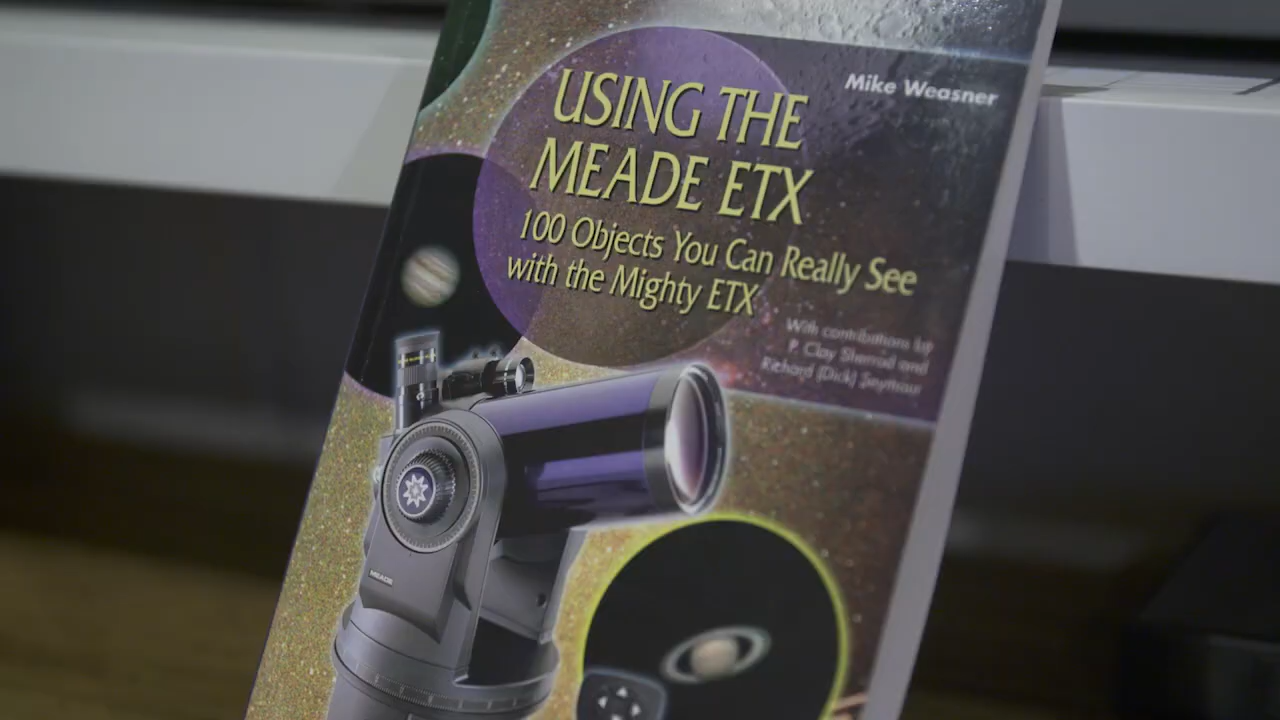 Mike Weasner
USING THE
MEADE ETX
100 Objects You Can Really See
with the Mighty ETX
With contributions by
P. Clay Sherrod and
Richard (Dick) Seymour
MEADE